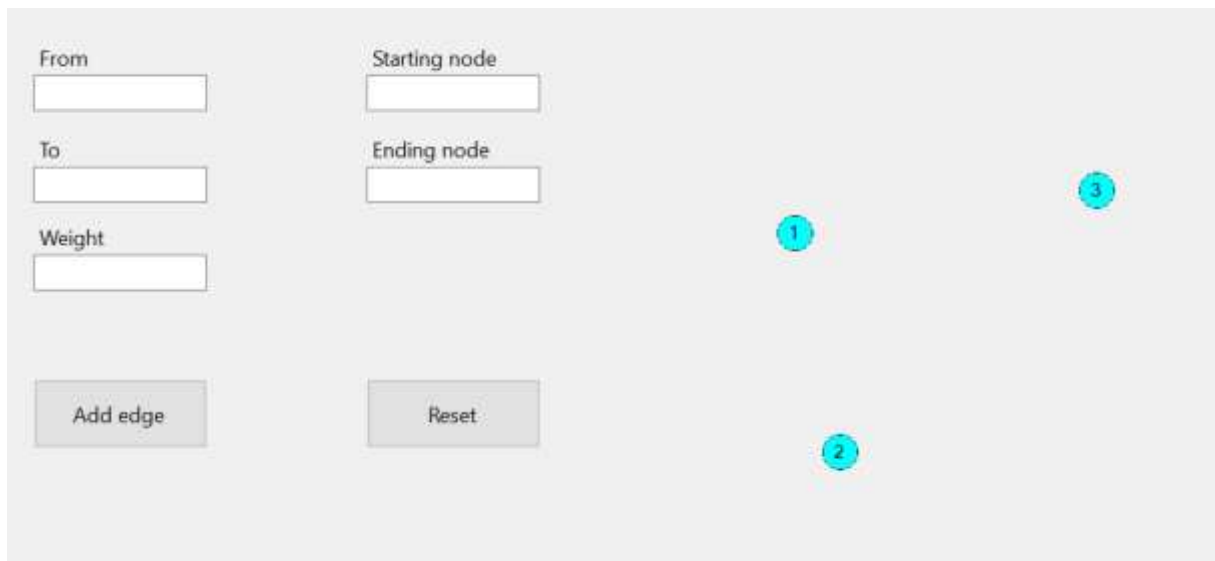 From
Starting node
To
Ending node
3
1
Weight
Add edge
Reset
2